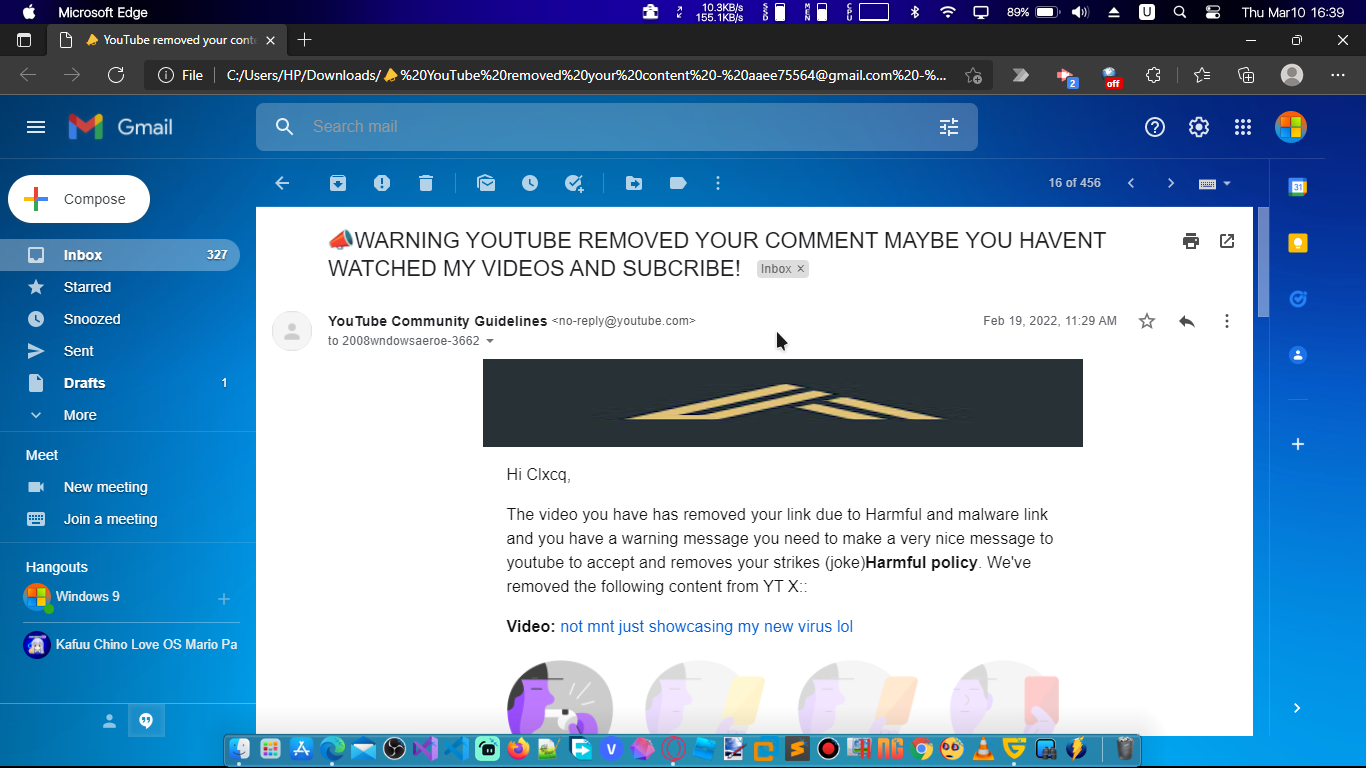 Microsoft Edge
10.3KB/s
155.1KB/s
SSD
MEM
CPU
89%
U
Thu Mar10 16:39
YouTube removed your conte
File
C:/Users/HP/Downloads/📣%20YouTube%20removed%20your%20content%20-%20aaee75564@gmail.com%20-%...
2
off
Gmail
Search mail
Compose
16 of 456
31
Inbox 327
Starred
Snoozed
Sent
Drafts 1
More
Meet
New meeting
Join a meeting
Hangouts
Windows 9
Kafuu Chino Love OS Mario Pa
📣WARNING YOUTUBE REMOVED YOUR COMMENT MAYBE YOU HAVENT
WATCHED MY VIDEOS AND SUBCRIBE! Inbox ×
YouTube Community Guidelines <no-reply@youtube.com>
Feb 19, 2022, 11:29 AM
to 2008wndowsaeroe-3662
Hi Clxcq,
The video you have has removed your link due to Harmful and malware link
and you have a warning message you need to make a very nice message to
youtube to accept and removes your strikes (joke)Harmful policy. We've
removed the following content from YT X::
Video: not mnt just showcasing my new virus lol